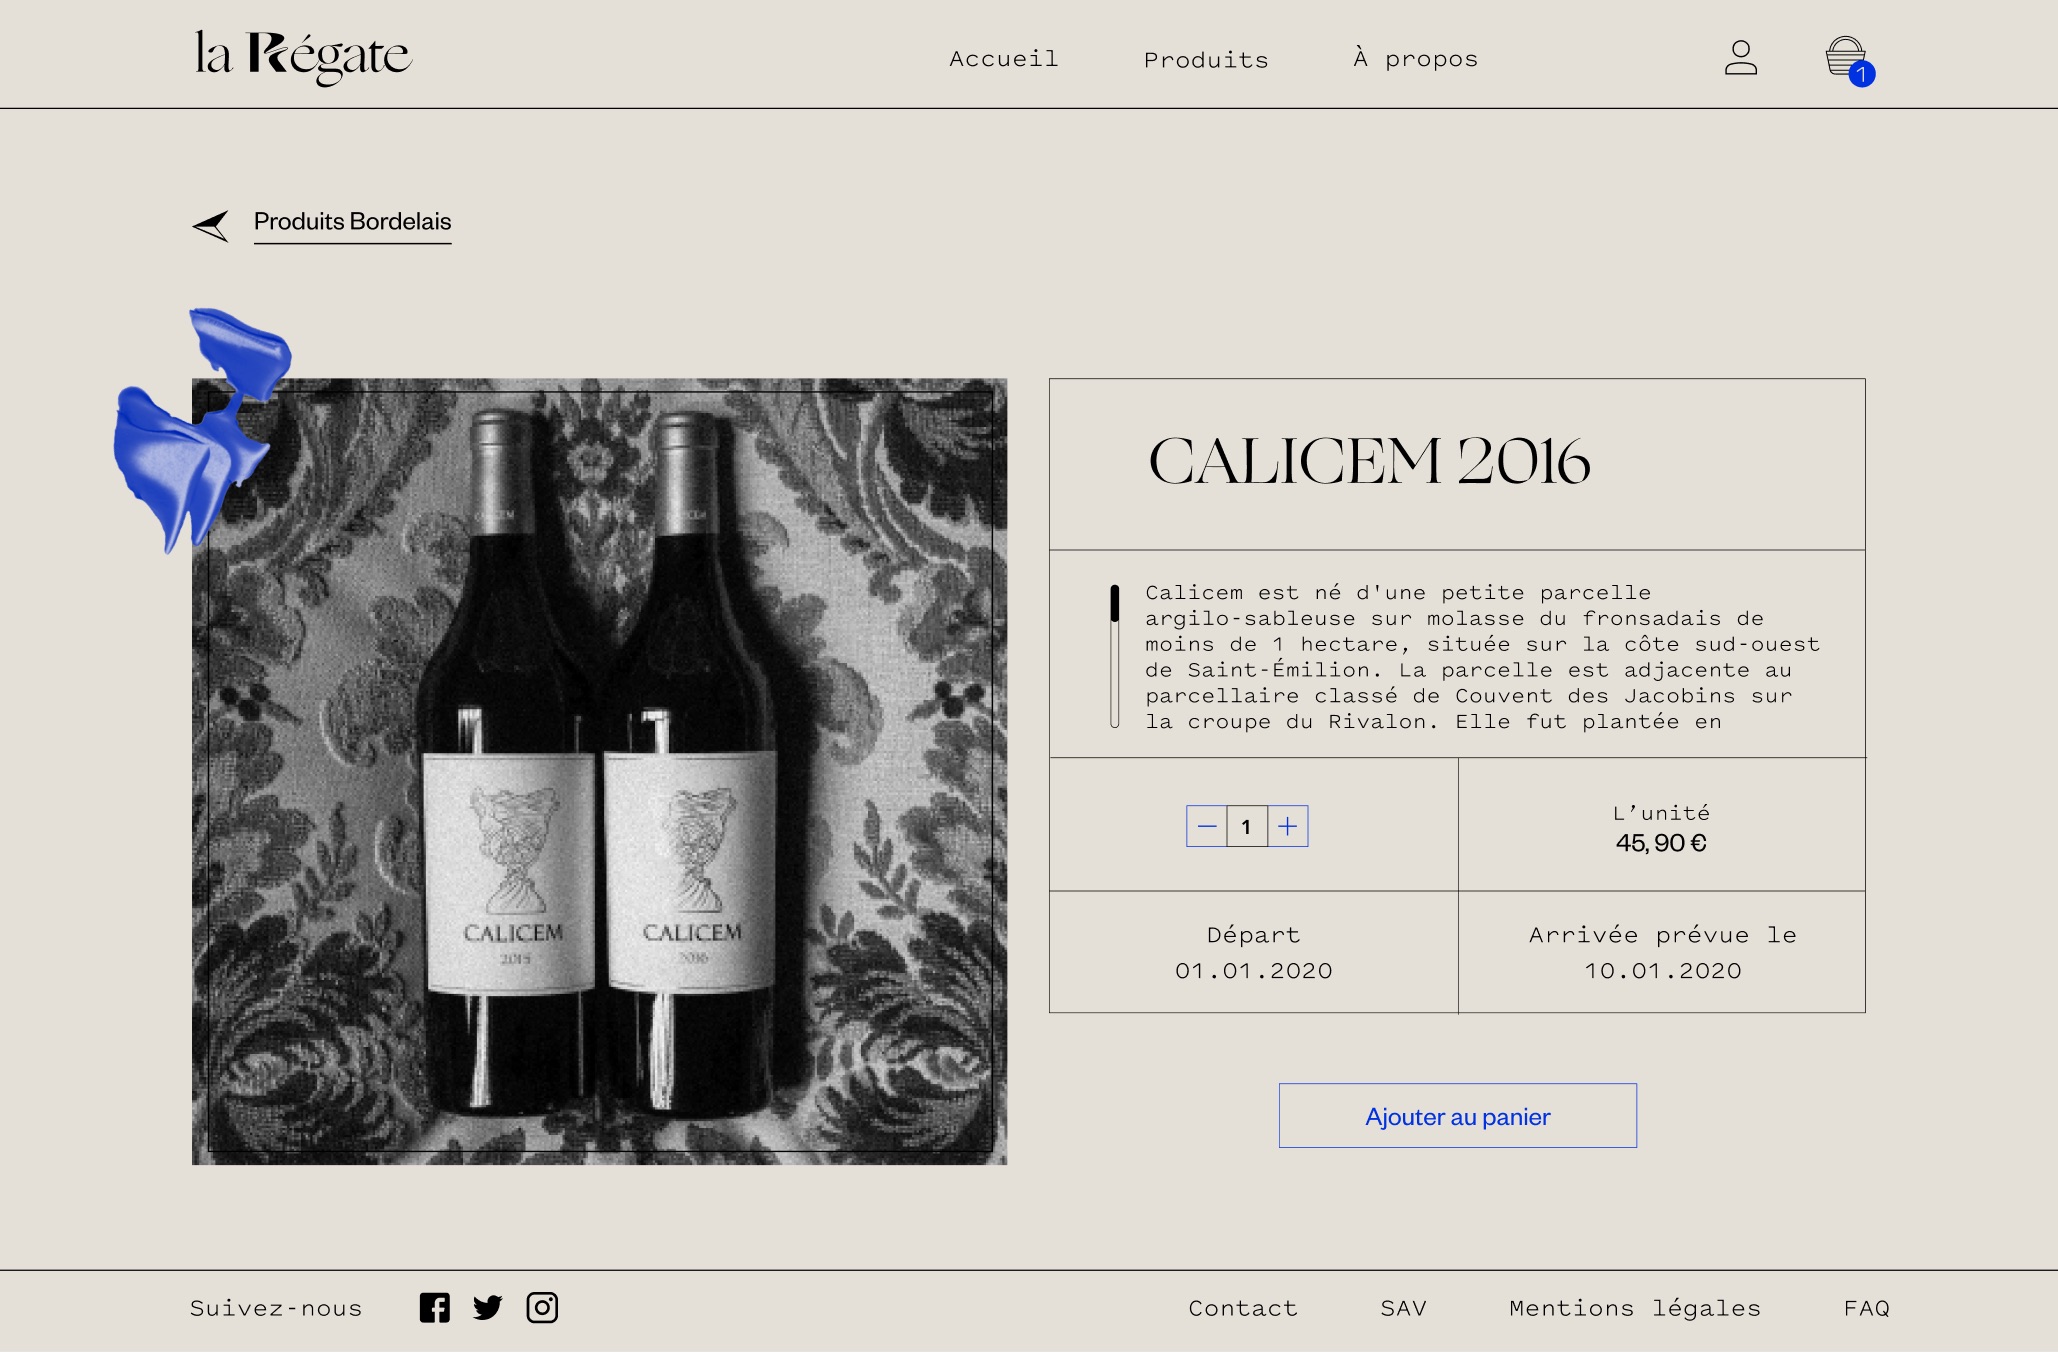 la Régate
Accueil
Produits
À propos
1
Produits Bordelais
CALICEM
2015
CALICEM
2016
CALICEM 2016
Calicem est né d'une petite parcelle
argilo-sableuse sur molasse du fronsadais de
moins de 1 hectare, située sur la côte sud-ouest
de Saint-Émilion. La parcelle est adjacente au
parcellaire classé de Couvent des Jacobins sur
la croupe du Rivalon. Elle fut plantée en
1
L’unité
45,90 €
Départ
01.01.2020
Arrivée prévue le
10.01.2020
Ajouter au panier
Suivez-nous
Contact
SAV
Mentions légales
FAQ